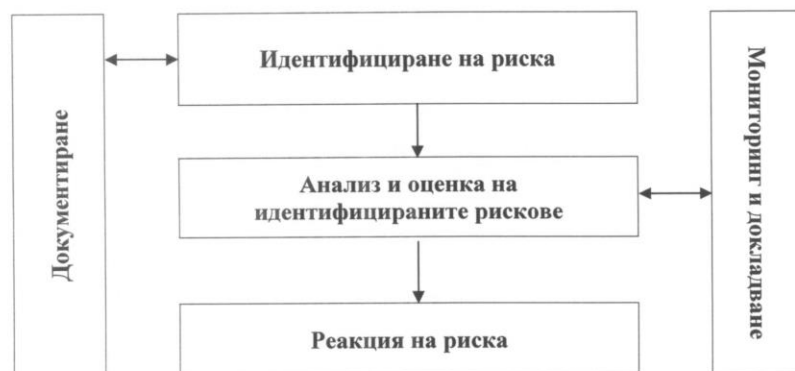 Документиране
Идентифициране на риска
Анализ и оценка на
идентифицираните рискове
Реакция на риска
Мониторинг и докладване